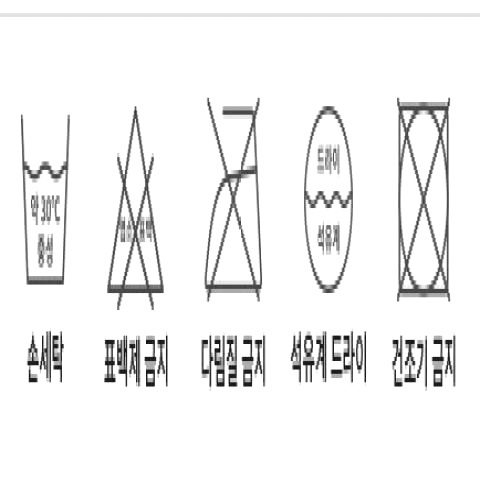 약 30°C
중성
염소표백
드라이
석유계
손세탁
표백제 금지
다림질 금지
석유계 드라이
건조기 금지